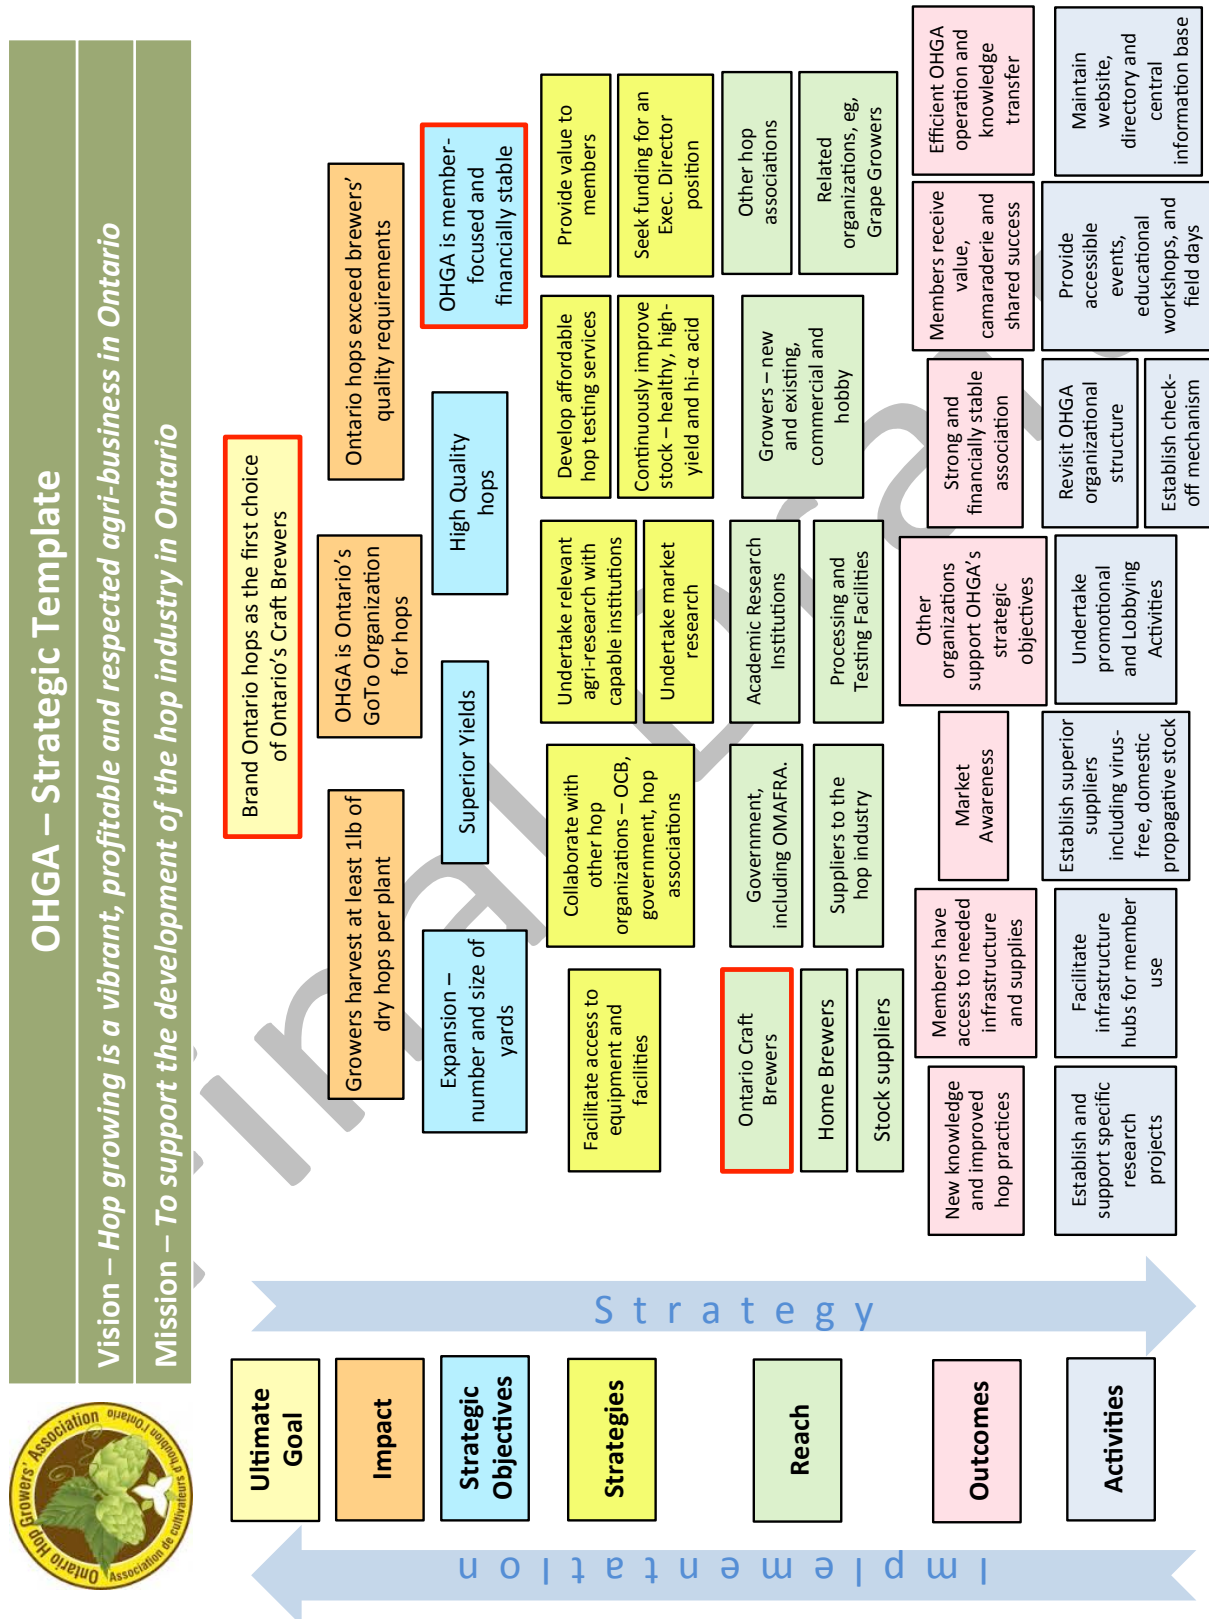 OHGA – Strategic Template
Vision – Hop growing is a vibrant, profitable and respected agri-business in Ontario
Mission – To support the development of the hop industry in Ontario
Ontario Hop Growers' Association
Association de cultivateurs d'houblon l'Ontario
Final Draft
Implementation
Strategy
Ultimate
Goal
Brand Ontario hops as the first choice
of Ontario's Craft Brewers
Impact
Growers harvest at least 1lb of
dry hops per plant
OHGA is Ontario's
GoTo Organization
for hops
Ontario hops exceed brewers'
quality requirements
Strategic
Objectives
Expansion –
number and size of
yards
Superior Yields
High Quality
hops
OHGA is member-
focused and
financially stable
Strategies
Facilitate access to
equipment and
facilities
Collaborate with
other hop
organizations – OCB,
government, hop
associations
Undertake relevant
agri-research with
capable institutions
Undertake market
research
Develop affordable
hop testing services
Continuously improve
stock – healthy, high-
yield and hi-α acid
Provide value to
members
Seek funding for an
Exec. Director
position
Reach
Ontario Craft
Brewers
Home Brewers
Stock suppliers
Government,
including OMAFRA.
Suppliers to the
hop industry
Academic Research
Institutions
Processing and
Testing Facilities
Growers – new
and existing,
commercial and
hobby
Other hop
associations
Related
organizations, eg,
Grape Growers
Outcomes
New knowledge
and improved
hop practices
Members have
access to needed
infrastructure
and supplies
Market
Awareness
Other
organizations
support OHGA's
strategic
objectives
Strong and
financially stable
association
Members receive
value,
camaraderie and
shared success
Efficient OHGA
operation and
knowledge
transfer
Activities
Establish and
support specific
research
projects
Facilitate
infrastructure
hubs for member
use
Establish superior
suppliers
including virus-
free, domestic
propagative stock
Undertake
promotional
and Lobbying
Activities
Revisit OHGA
organizational
structure
Establish check-
off mechanism
Provide
accessible
events,
educational
workshops, and
field days
Maintain
website,
directory and
central
information base